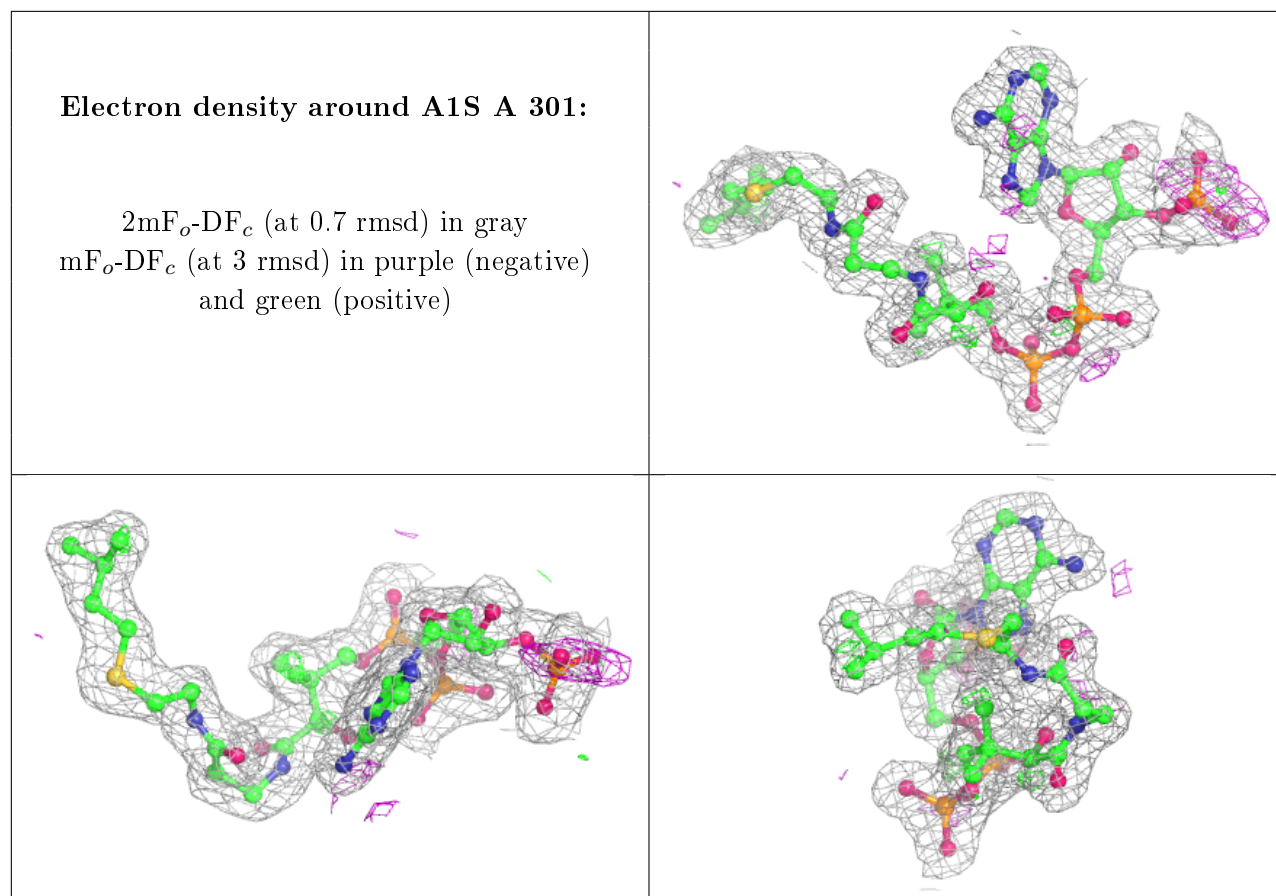 Electron density around A1S A 301:
2mFₒ-DF𝒸 (at 0.7 rmsd) in gray
mFₒ-DF𝒸 (at 3 rmsd) in purple (negative)
and green (positive)